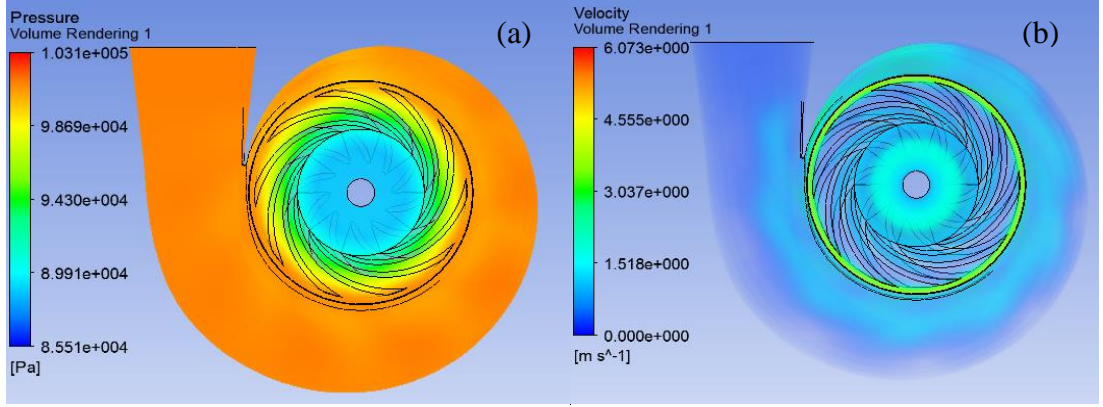 Pressure
Volume Rendering 1
(a)
1.031e+005
9.869e+004
9.430e+004
8.991e+004
8.551e+004
[Pa]
Velocity
Volume Rendering 1
(b)
6.073e+000
4.555e+000
3.037e+000
1.518e+000
0.000e+000
[m s^-1]